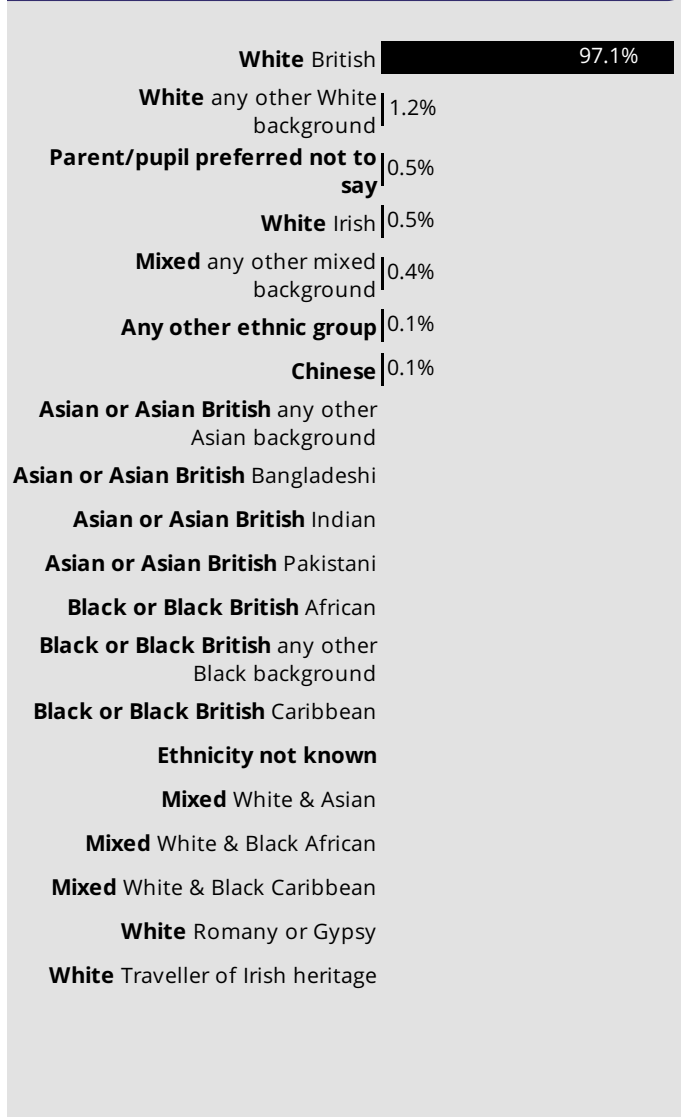 White British 97.1%
White any other White
background 1.2%
Parent/pupil preferred not to
say 0.5%
White Irish 0.5%
Mixed any other mixed
background 0.4%
Any other ethnic group 0.1%
Chinese 0.1%
Asian or Asian British any other
Asian background
Asian or Asian British Bangladeshi
Asian or Asian British Indian
Asian or Asian British Pakistani
Black or Black British African
Black or Black British any other
Black background
Black or Black British Caribbean
Ethnicity not known
Mixed White & Asian
Mixed White & Black African
Mixed White & Black Caribbean
White Romany or Gypsy
White Traveller of Irish heritage